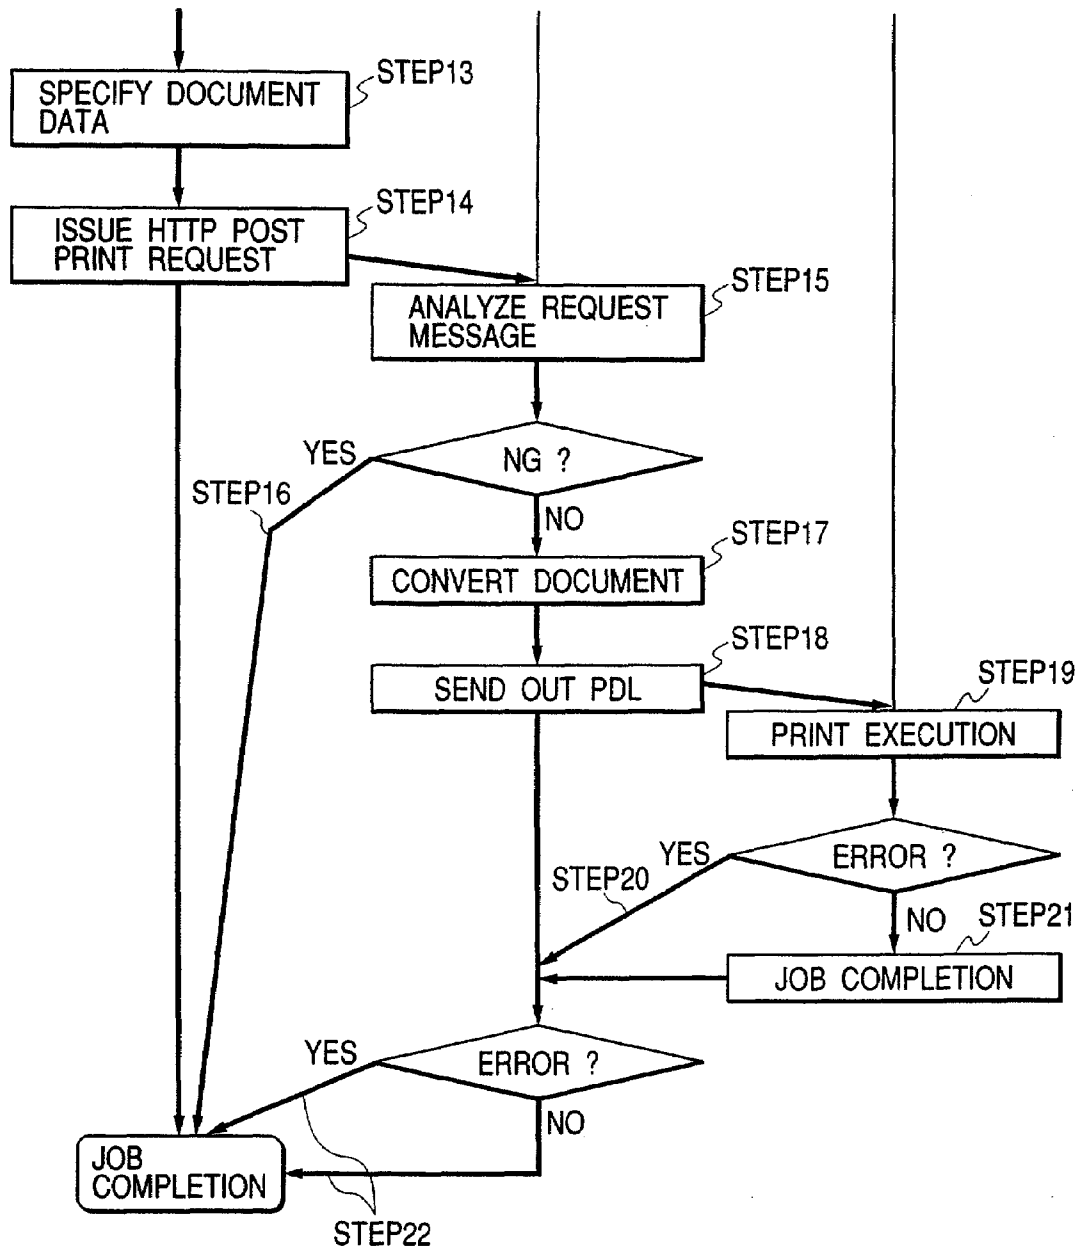 STEP13
SPECIFY DOCUMENT
DATA
STEP14
ISSUE HTTP POST
PRINT REQUEST
STEP15
ANALYZE REQUEST
MESSAGE
YES
NG ?
STEP16
NO
STEP17
CONVERT DOCUMENT
STEP18
SEND OUT PDL
STEP19
PRINT EXECUTION
YES
ERROR ?
STEP20
NO
STEP21
JOB COMPLETION
YES
ERROR ?
NO
JOB
COMPLETION
STEP22